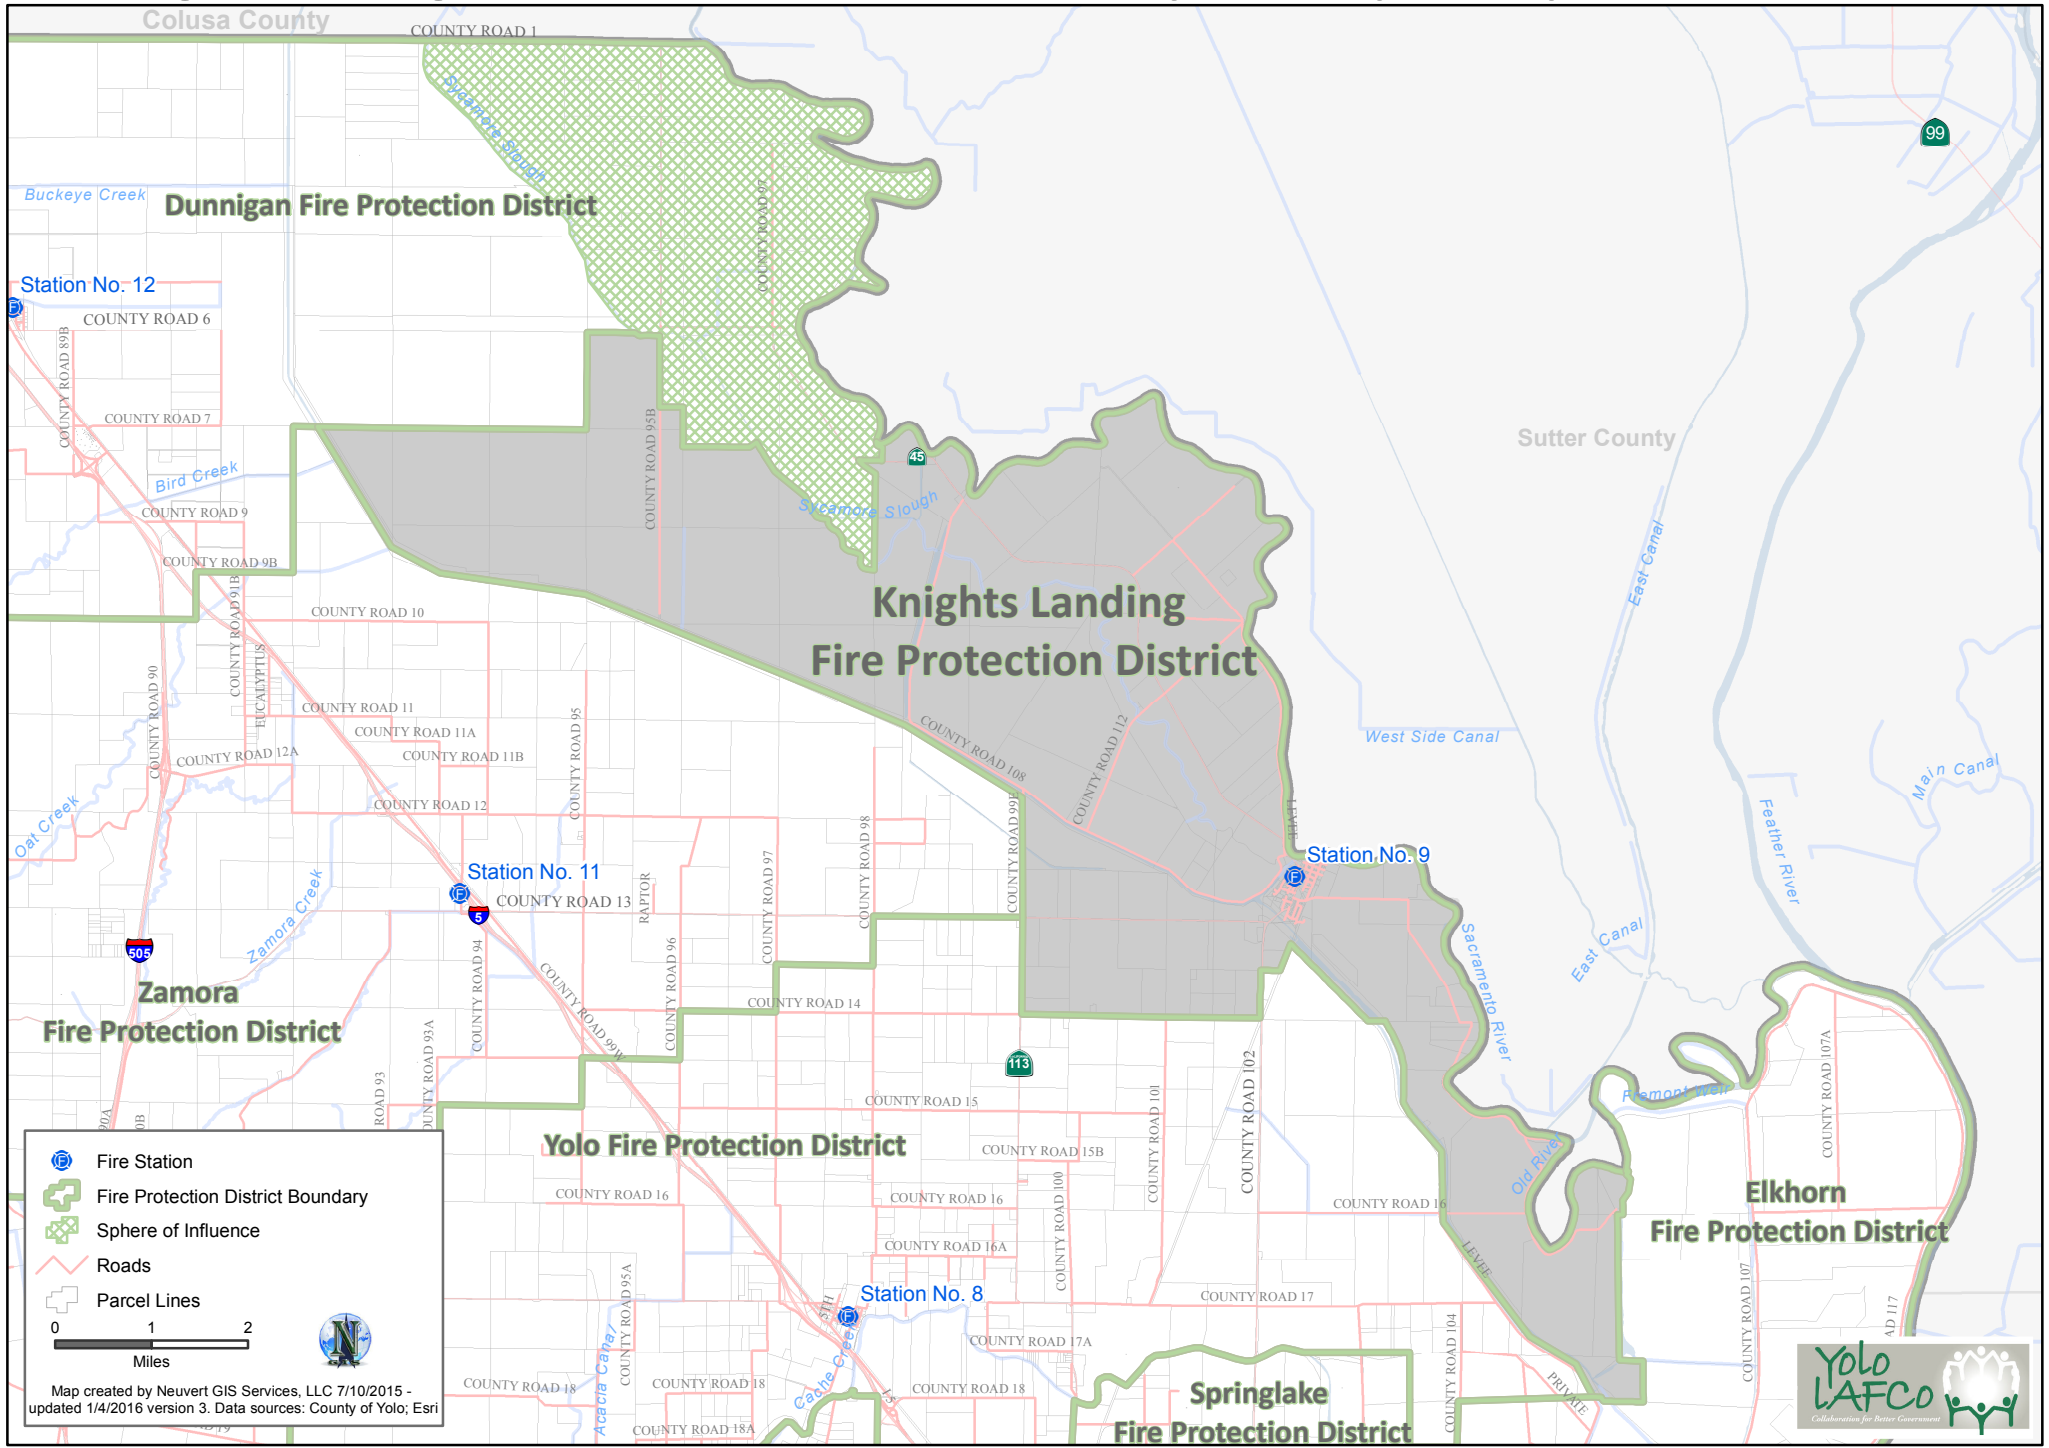 Colusa County
COUNTY ROAD 1
99
Sycamore Slough
Buckeye Creek
Dunnigan Fire Protection District
COUNTY ROAD 97
Station No. 12
COUNTY ROAD 6
COUNTY ROAD 89B
COUNTY ROAD 7
COUNTY ROAD 95B
45
Sutter County
Bird Creek
Sycamore Slough
COUNTY ROAD 9
East Canal
COUNTY ROAD 9B
COUNTY ROAD 91B
Knights Landing
Fire Protection District
COUNTY ROAD 10
EUCALYPTUS
COUNTY ROAD 90
COUNTY ROAD 11
COUNTY ROAD 11A
COUNTY ROAD 11B
COUNTY ROAD 12A
COUNTY ROAD 95
COUNTY ROAD 108
COUNTY ROAD 112
West Side Canal
Main Canal
COUNTY ROAD 12
Oat Creek
COUNTY ROAD 98
COUNTY ROAD 99E
LEVEE
Feather River
Station No. 9
Station No. 11
COUNTY ROAD 13
5
RAPTOR
COUNTY ROAD 97
Zamora Creek
505
COUNTY ROAD 94
COUNTY ROAD 96
COUNTY ROAD 99W
Sacramento River
East Canal
Zamora
Fire Protection District
COUNTY ROAD 14
113
COUNTY ROAD 93A
ROAD 93
COUNTY ROAD 102
COUNTY ROAD 101
COUNTY ROAD 107A
Fremont Weir
COUNTY ROAD 15
90A
0B
Yolo Fire Protection District
COUNTY ROAD 15B
Old River
COUNTY ROAD 16
COUNTY ROAD 16
COUNTY ROAD 100
COUNTY ROAD 16
Elkhorn
Fire Protection District
COUNTY ROAD 16A
LEVEE
COUNTY ROAD 95A
Station No. 8
5TH
COUNTY ROAD 17
COUNTY ROAD 107
AD 117
COUNTY ROAD 17A
COUNTY ROAD 104
Acacia Canal
Cache Creek
COUNTY ROAD 18
COUNTY ROAD 18
COUNTY ROAD 18
PRIVATE
Springlake
Fire Protection District
COUNTY ROAD 18A
Fire Station
Fire Protection District Boundary
Sphere of Influence
Roads
Parcel Lines
0 1 2
Miles
N
Map created by Neuvert GIS Services, LLC 7/10/2015 -
updated 1/4/2016 version 3. Data sources: County of Yolo; Esri
YOLO
LAFCO
Collaboration for Better Government